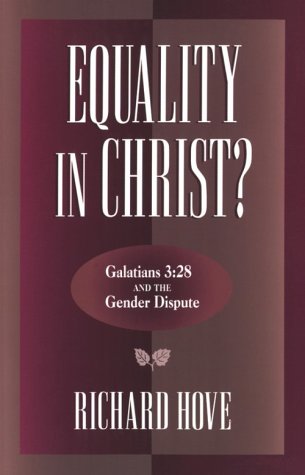 EQUALITY
IN CHRIST?
Galatians 3:28
AND THE
Gender Dispute
RICHARD HOVE